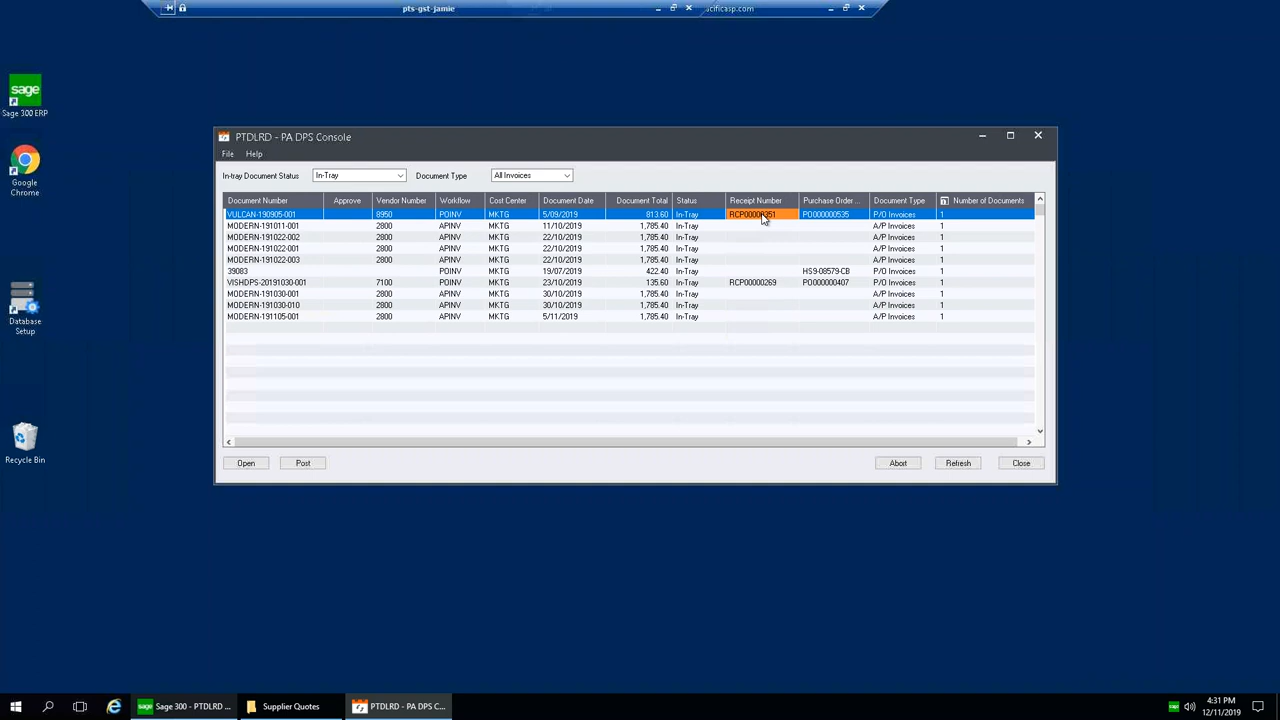 pts-gst-jamie
acificasp.com
sage
Sage 300 ERP
Google
Chrome
Database
Setup
Recycle Bin
PTDLRD - PA DPS Console
File Help
In-tray Document Status In-Tray Document Type All Invoices
Document Number Approve Vendor Number Workflow Cost Center Document Date Document Total Status Receipt Number Purchase Order ... Document Type Number of Documents
VULCAN-190905-001 8950 POINV MKTG 5/09/2019 813.60 In-Tray PO000000535 P/O Invoices 1
MODERN-191011-001 2800 APINV MKTG 11/10/2019 1,785.40 In-Tray A/P Invoices 1
MODERN-191022-002 2800 APINV MKTG 22/10/2019 1,785.40 In-Tray A/P Invoices 1
MODERN-191022-001 2800 APINV MKTG 22/10/2019 1,785.40 In-Tray A/P Invoices 1
MODERN-191022-003 2800 APINV MKTG 22/10/2019 1,785.40 In-Tray A/P Invoices 1
39083 POINV MKTG 19/07/2019 422.40 In-Tray HS9-08579-CB P/O Invoices 1
VISHDPS-20191030-001 7100 POINV MKTG 23/10/2019 135.60 In-Tray RCP00000269 PO000000407 P/O Invoices 1
MODERN-191030-001 2800 APINV MKTG 30/10/2019 1,785.40 In-Tray A/P Invoices 1
MODERN-191030-010 2800 APINV MKTG 30/10/2019 1,785.40 In-Tray A/P Invoices 1
MODERN-191105-001 2800 APINV MKTG 5/11/2019 1,785.40 In-Tray A/P Invoices 1
Open Post Abort Refresh Close
sage Sage 300 - PTDLRD ... Supplier Quotes PTDLRD - PA DPS C...
4:31 PM
12/11/2019